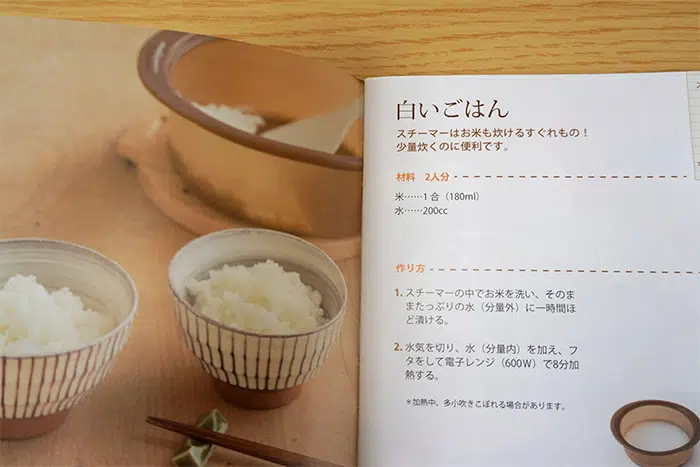 白いごはん
スチーマーはお米も炊けるすぐれもの！
少量炊くのに便利です。
材料　2人分
米……1 合（180ml）
水……200cc
作り方
1. スチーマーの中でお米を洗い、そのま
またっぷりの水（分量外）に一時間ほ
ど漬ける。
2. 水気を切り、水（分量内）を加え、フ
タをして電子レンジ（600W）で8分加
熱する。
＊加熱中、多小吹きこぼれる場合があります。